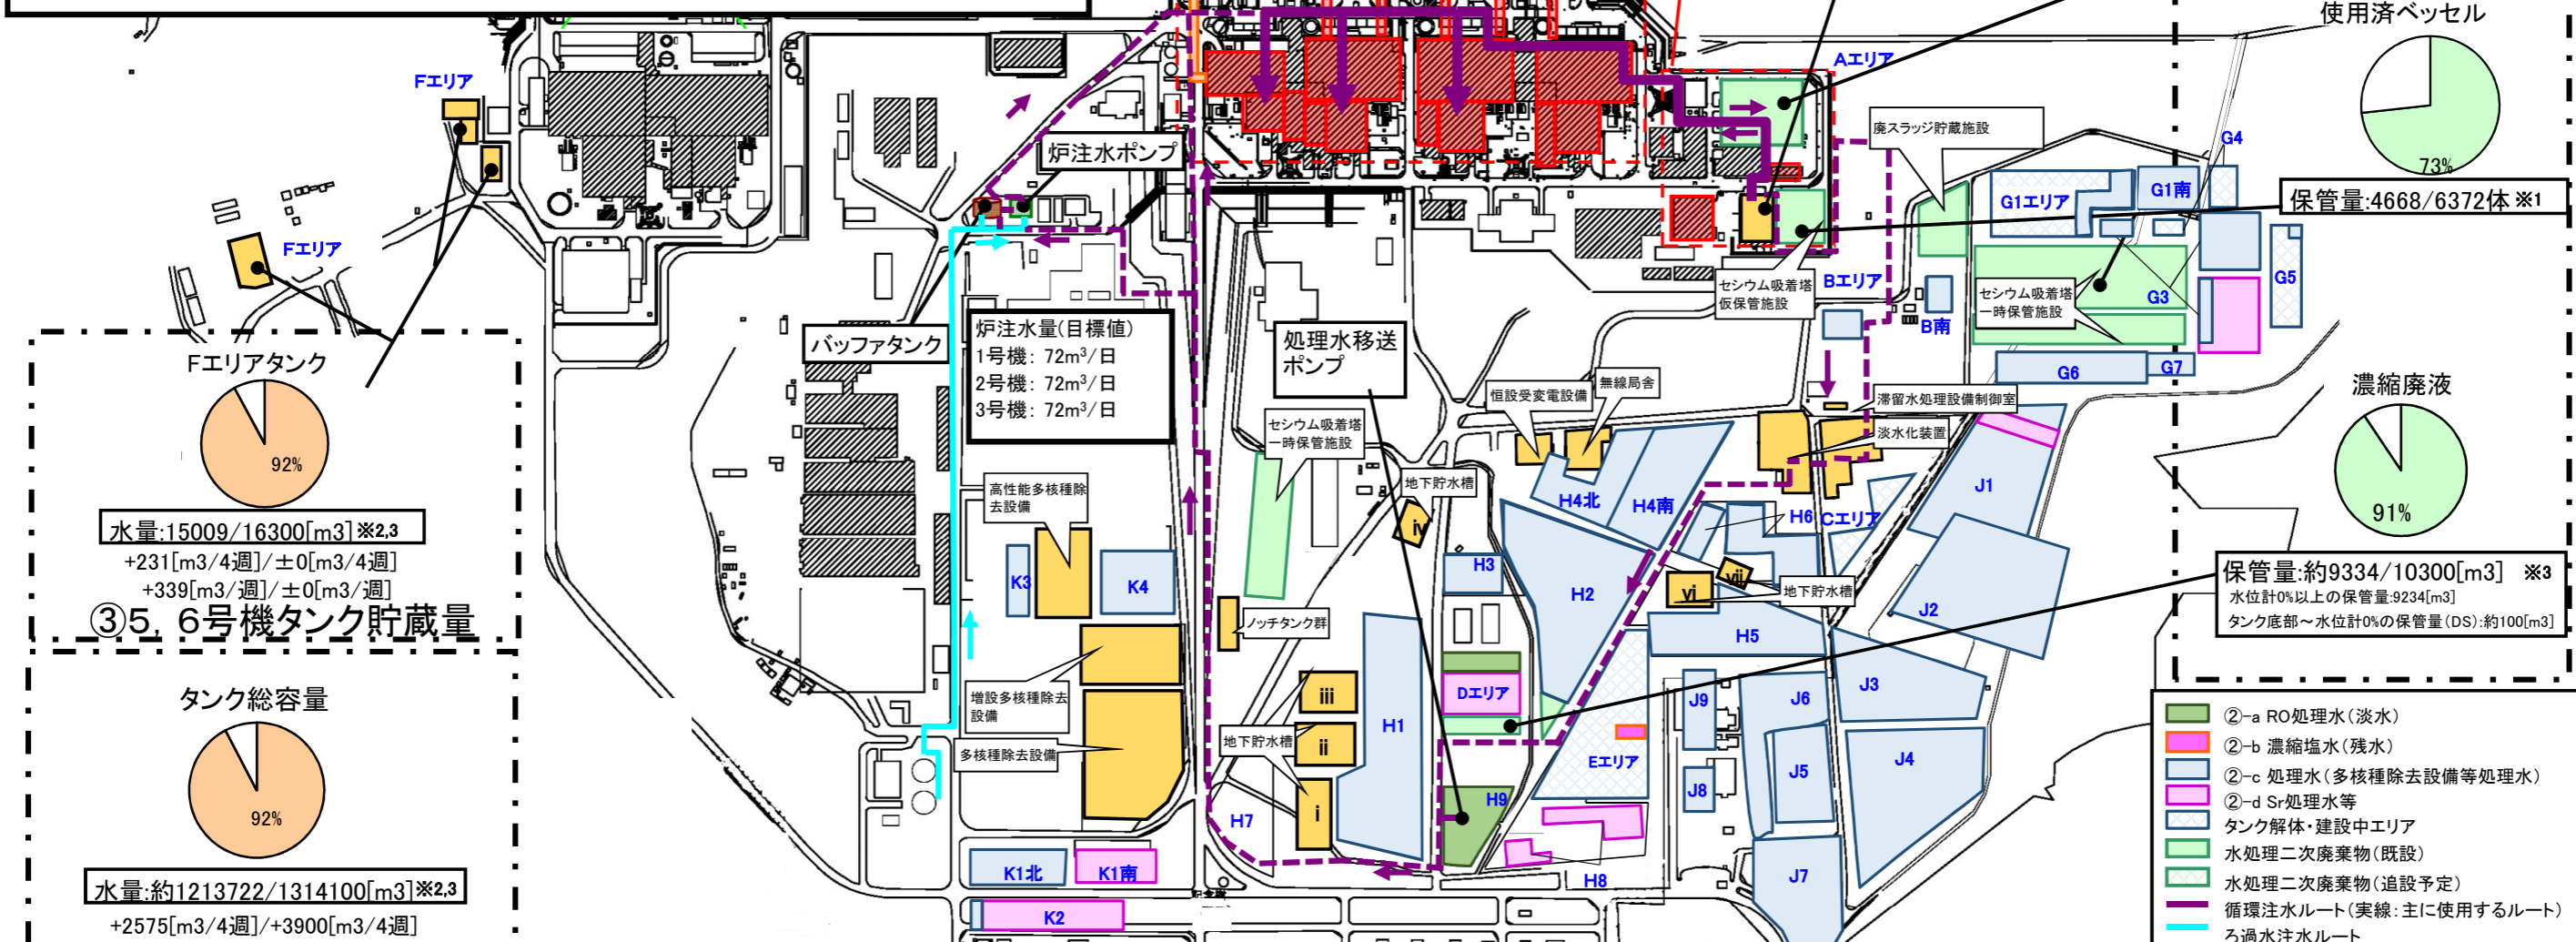 使用済ベッセル
73%
保管量:4668/6372体 ※1
濃縮廃液
91%
保管量:約9334/10300[m3] ※3
水位計0%以上の保管量:9234[m3]
タンク底部～水位計0%の保管量(DS):約100[m3]
Fエリア
Fエリア
Fエリアタンク
92%
水量:15009/16300[m3]※2,3
+231[m3/4週]/±0[m3/4週]
+339[m3/週]/±0[m3/週]
③5, 6号機タンク貯蔵量
タンク総容量
92%
水量:約1213722/1314100[m3]※2,3
+2575[m3/4週]/+3900[m3/4週]
炉注水ポンプ
バッファタンク
炉注水量(目標値)
1号機: 72m³/日
2号機: 72m³/日
3号機: 72m³/日
処理水移送
ポンプ
セシウム吸着塔
一時保管施設
高性能多核種除
去設備
K3
K4
増設多核種除去
設備
多核種除去設備
K1北
K1南
K2
ノッチタンク群
地下貯水槽
iii
ii
i
H7
H1
地下貯水槽
iv
恒設受変電設備
無線局舎
H4北
H4南
H3
H2
Dエリア
H9
Eエリア
H8
H6
Cエリア
vi
vii
地下貯水槽
H5
J9
J8
J6
J5
J7
J3
J4
J1
J2
滞留水処理設備制御室
淡水化装置
Aエリア
Bエリア
B南
廃スラッジ貯蔵施設
セシウム吸着塔
仮保管施設
セシウム吸着塔
一時保管施設
G1エリア
G1南
G4
G3
G5
G6
G7
②-a RO処理水(淡水)
②-b 濃縮塩水(残水)
②-c 処理水(多核種除去設備等処理水)
②-d Sr処理水等
タンク解体・建設中エリア
水処理二次廃棄物(既設)
水処理二次廃棄物(追設予定)
循環注水ルート(実線:主に使用するルート)
ろ過水注水ルート